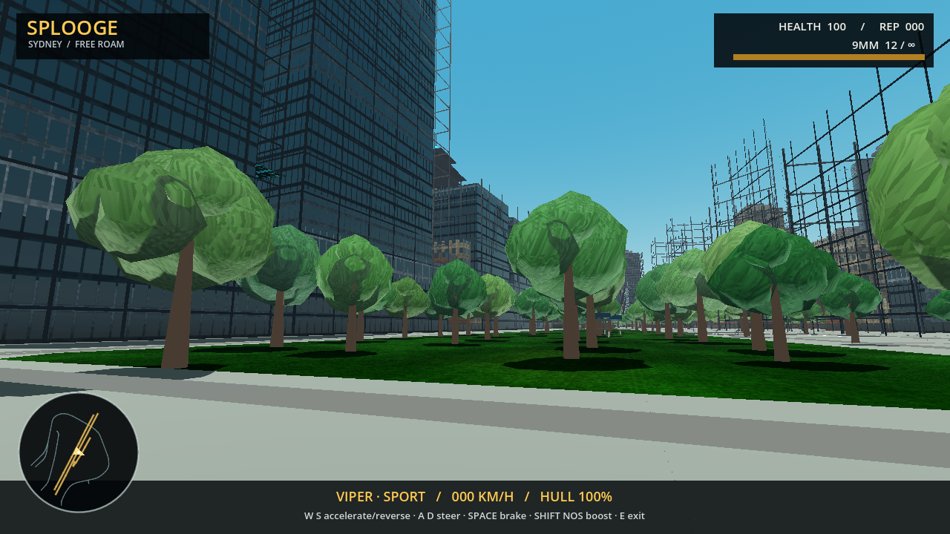 SPLOOGE
SYDNEY / FREE ROAM
HEALTH 100 / REP 000
9MM 12 / ∞
VIPER · SPORT / 000 KM/H / HULL 100%
W S accelerate/reverse · A D steer · SPACE brake · SHIFT NOS boost · E exit